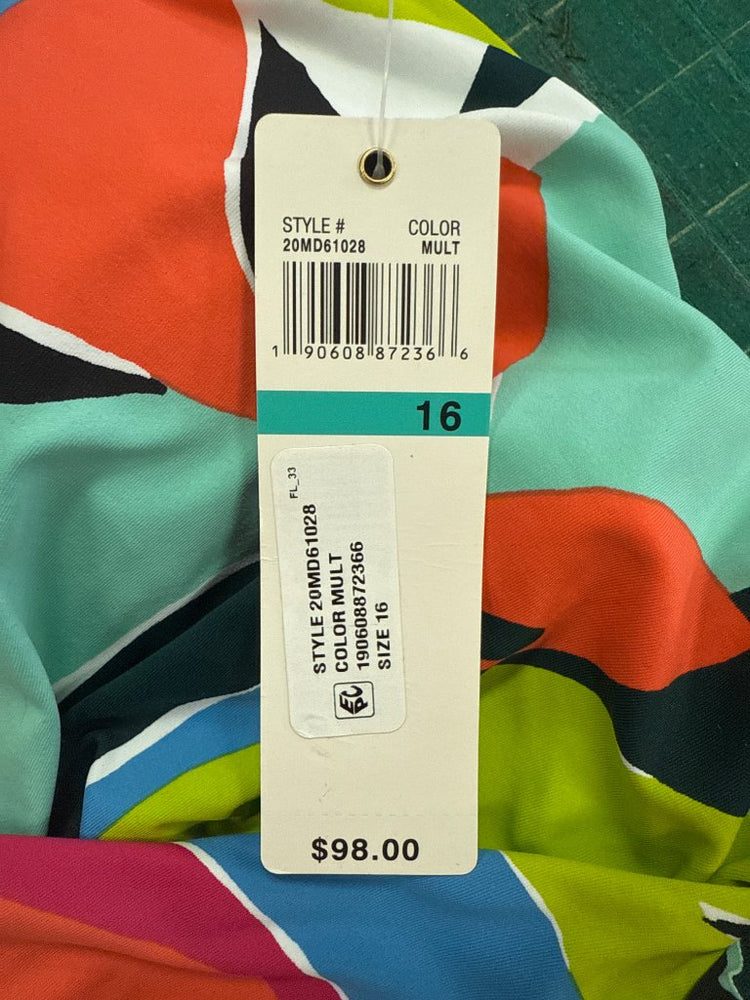 STYLE # COLOR
20MD61028 MULT
1 90608 87236 6
16
FL_33
STYLE 20MD61028
COLOR MULT
190608872366
SIZE 16
EPC
$98.00